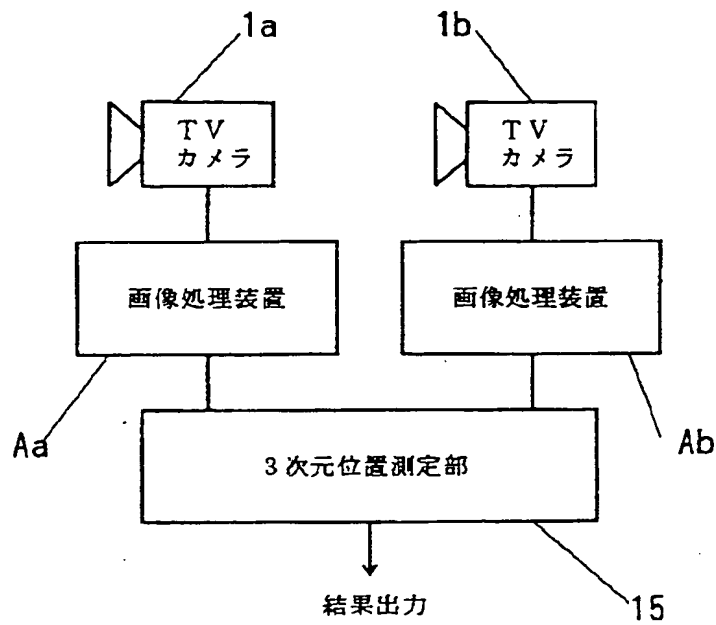 1a
1b
TV
カメラ
TV
カメラ
画像処理装置
画像処理装置
Aa
Ab
3次元位置測定部
結果出力
15